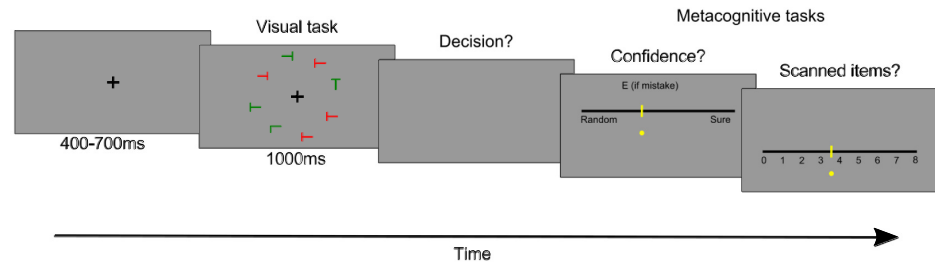 Metacognitive tasks
Visual task
Decision?
Confidence?
Scanned items?
E (if mistake)
Random Sure
0 1 2 3 4 5 6 7 8
400-700ms
1000ms
Time